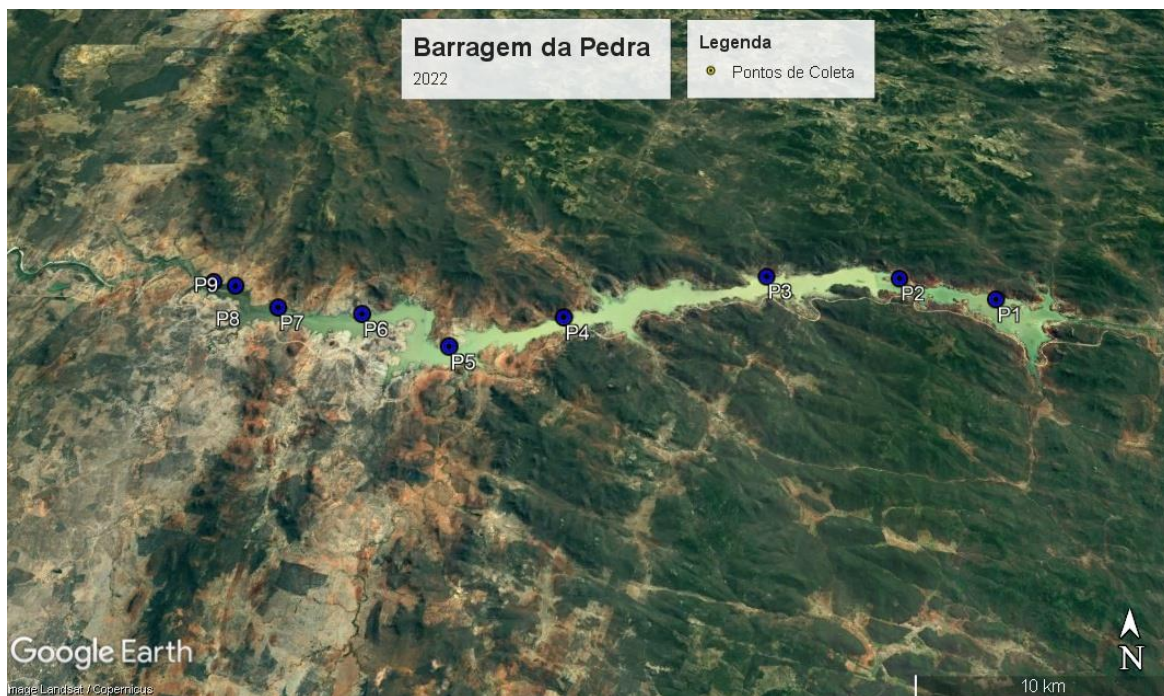 Barragem da Pedra
2022
Legenda
Pontos de Coleta
P9
P8
P7
P6
P5
P4
P3
P2
P1
Google Earth
Image Landsat / Copernicus
N
10 km